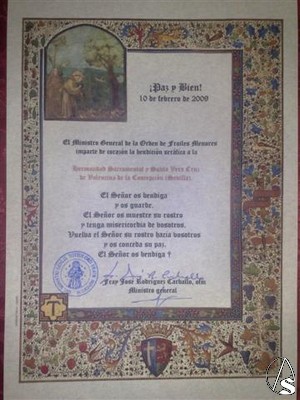 ¡Paz y Bien!
10 de febrero de 2009
El Ministro General de la Orden de Frailes Menores
imparte de corazón la bendición seráfica a la
Hermandad Sacramental y Santa Vera Cruz
de Valencina de la Concepción (Sevilla).
El Señor os bendiga
y os guarde.
El Señor os muestre su rostro
y tenga misericordia de vosotros.
Vuelva el Señor su rostro hacia vosotros
y os conceda su paz.
El Señor os bendiga †
Fray José Rodríguez Carballo, ofm
Ministro general